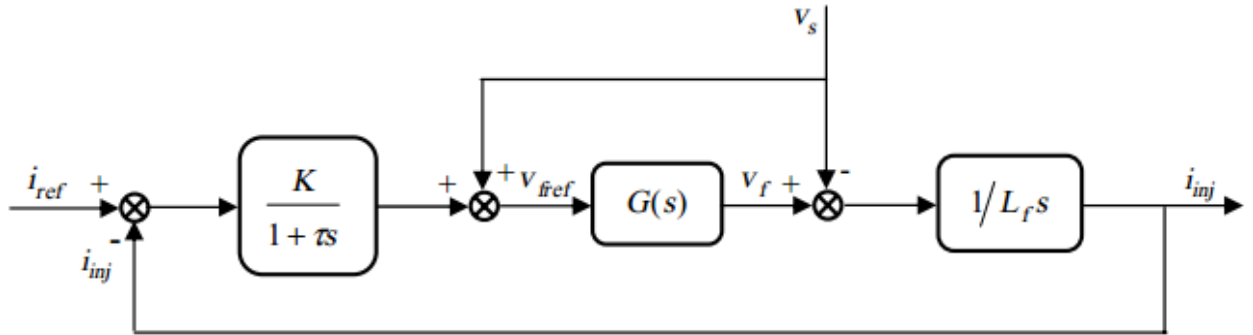 v_s
i_ref +
K
1 + τs
+
+ v_fref
G(s)
v_f +
-
1/L_f s
i_inj
-
i_inj